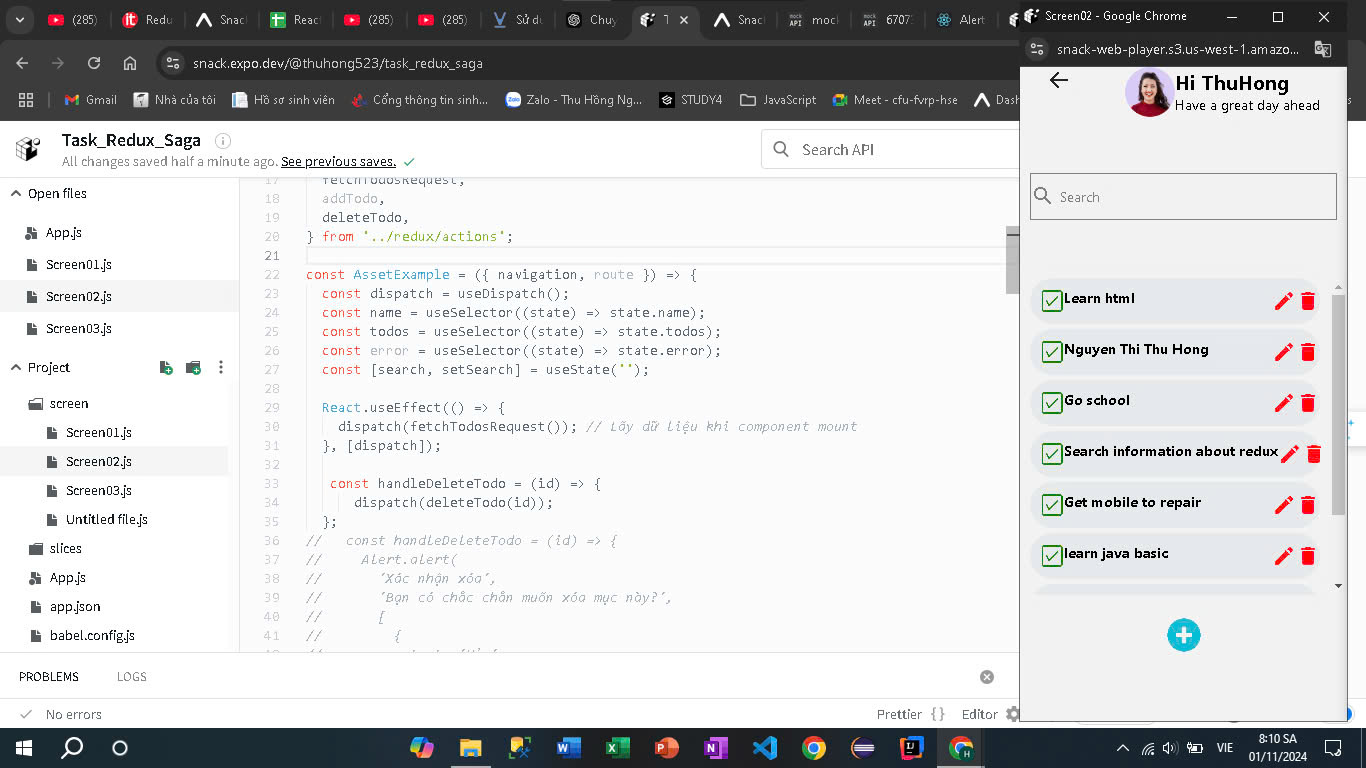 (285)
Redu
Snac
React
(285)
(285)
Sử dụ
Chuy
T
Snac
mock
67073
Alert
snack.expo.dev/@thuhong523/task_redux_saga
Gmail
Nhà của tôi
Hồ sơ sinh viên
Cổng thông tin sinh...
Zalo - Thu Hồng Ng...
STUDY4
JavaScript
Meet - cfu-fvrp-hse
Dash
Task_Redux_Saga
All changes saved half a minute ago. See previous saves.
Search API
Open files
App.js
Screen01.js
Screen02.js
Screen03.js
Project
screen
Screen01.js
Screen02.js
Screen03.js
Untitled file.js
slices
App.js
app.json
babel.config.js
17 fetchTodosRequest,
18 addTodo,
19 deleteTodo,
20 } from '../redux/actions';
21
22 const AssetExample = ({ navigation, route }) => {
23 const dispatch = useDispatch();
24 const name = useSelector((state) => state.name);
25 const todos = useSelector((state) => state.todos);
26 const error = useSelector((state) => state.error);
27 const [search, setSearch] = useState('');
28
29 React.useEffect(() => {
30 dispatch(fetchTodosRequest()); // Lấy dữ liệu khi component mount
31 }, [dispatch]);
32
33 const handleDeleteTodo = (id) => {
34 dispatch(deleteTodo(id));
35 };
36 // const handleDeleteTodo = (id) => {
37 // Alert.alert(
38 // 'Xác nhận xóa',
39 // 'Bạn có chắc chắn muốn xóa mục này?',
40 // [
41 // {
PROBLEMS
LOGS
No errors
Prettier {}
Editor
Screen02 - Google Chrome
snack-web-player.s3.us-west-1.amazo...
Hi ThuHong
Have a great day ahead
Search
Learn html
Nguyen Thi Thu Hong
Go school
Search information about redux
Get mobile to repair
learn java basic
VIE
8:10 SA
01/11/2024